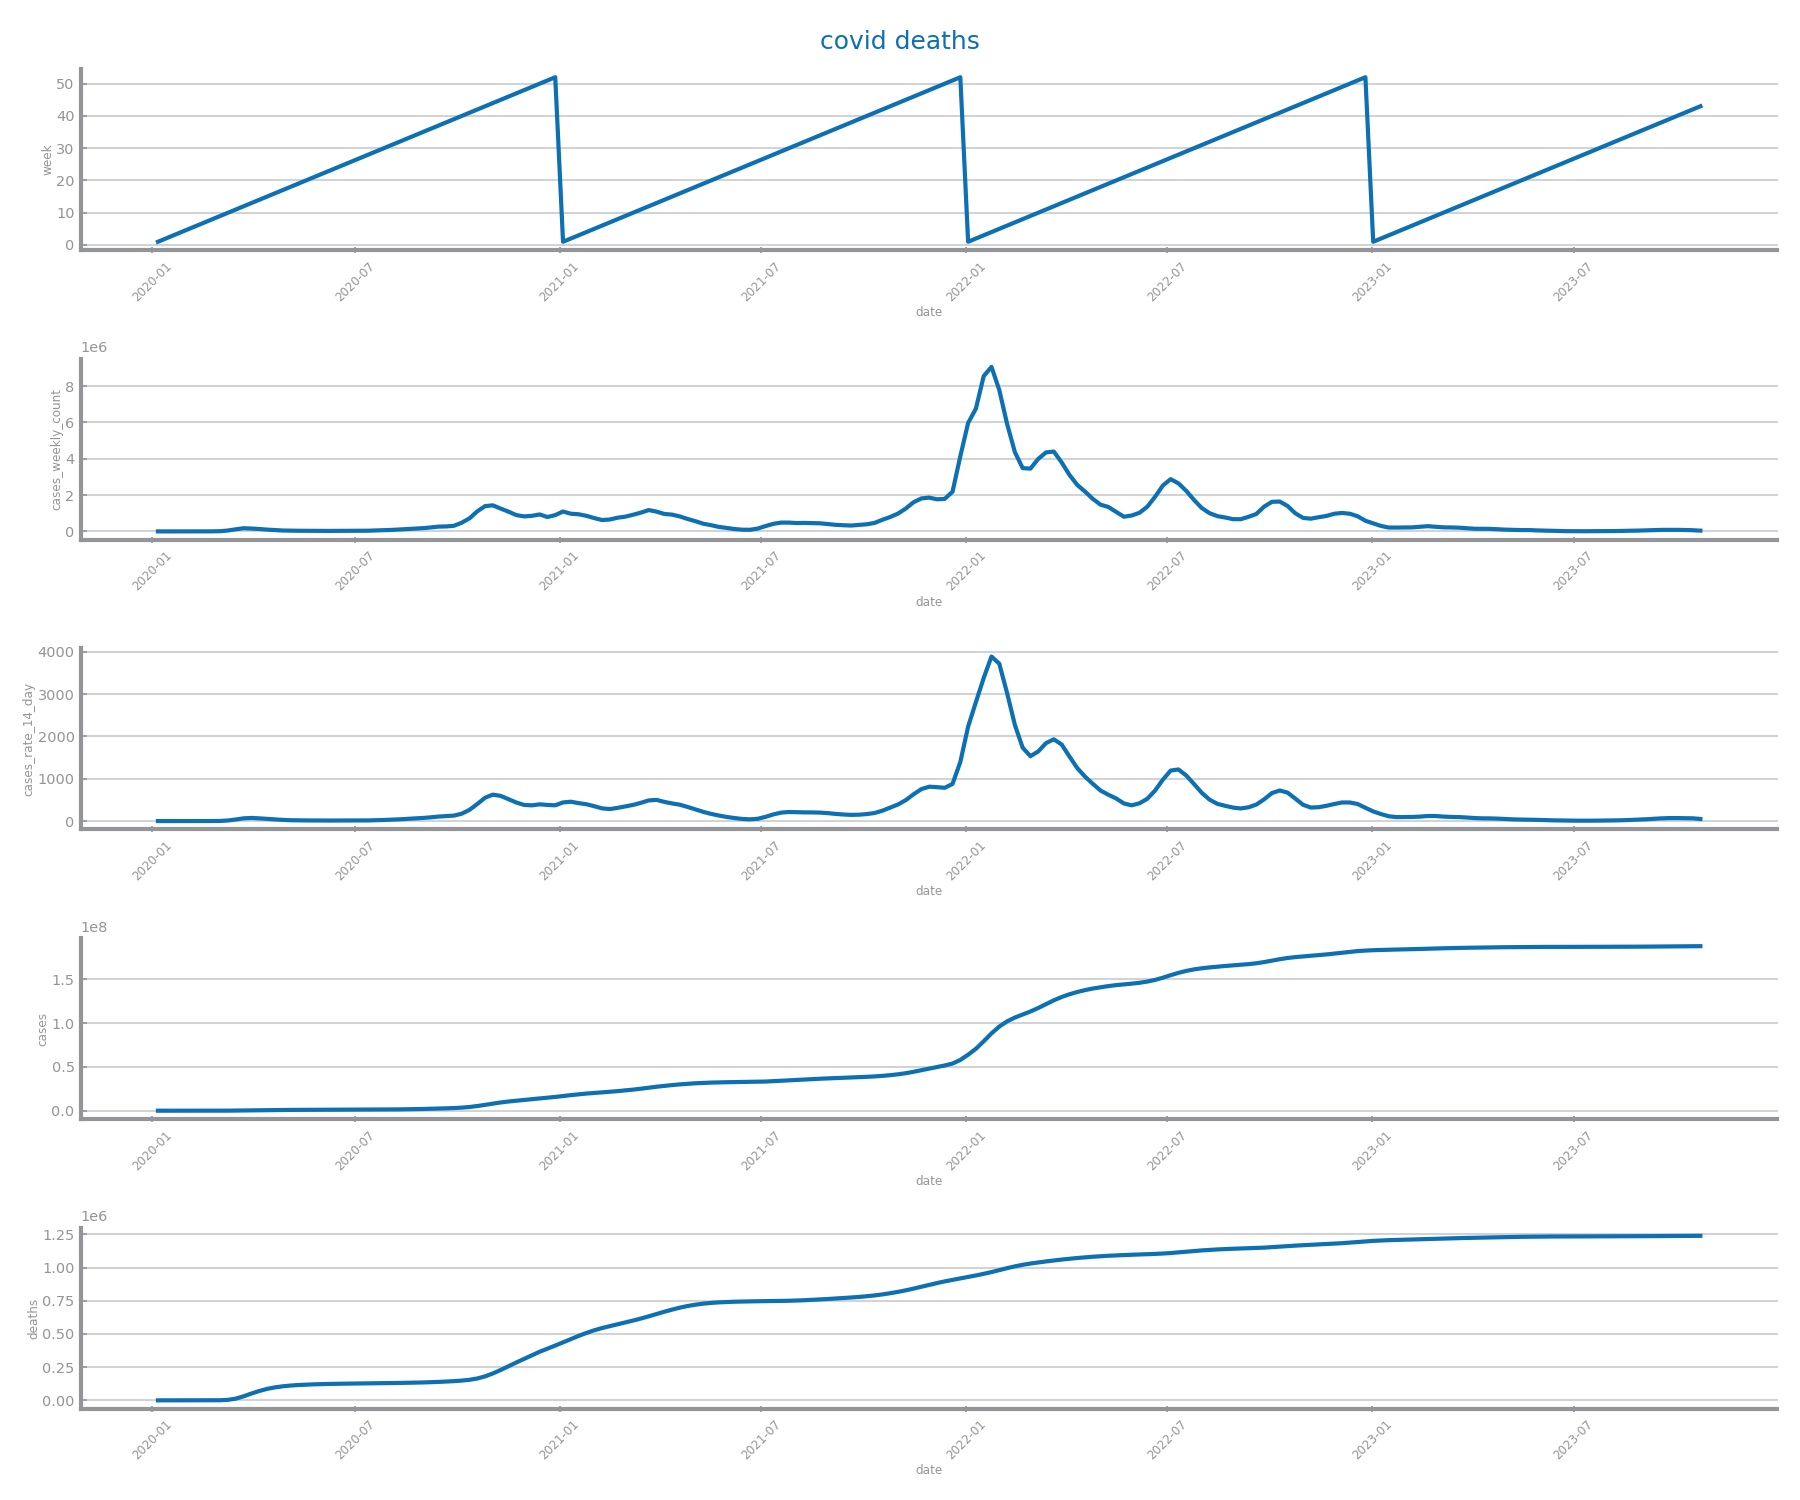 covid deaths
50
40
30
20
10
0
week
2020-01 2020-07 2021-01 2021-07 2022-01 2022-07 2023-01 2023-07
date
1e6
8
6
4
2
0
cases_weekly_count
2020-01 2020-07 2021-01 2021-07 2022-01 2022-07 2023-01 2023-07
date
4000
3000
2000
1000
0
cases_rate_14_day
2020-01 2020-07 2021-01 2021-07 2022-01 2022-07 2023-01 2023-07
date
1e8
1.5
1.0
0.5
0.0
cases
2020-01 2020-07 2021-01 2021-07 2022-01 2022-07 2023-01 2023-07
date
1e6
1.25
1.00
0.75
0.50
0.25
0.00
deaths
2020-01 2020-07 2021-01 2021-07 2022-01 2022-07 2023-01 2023-07
date